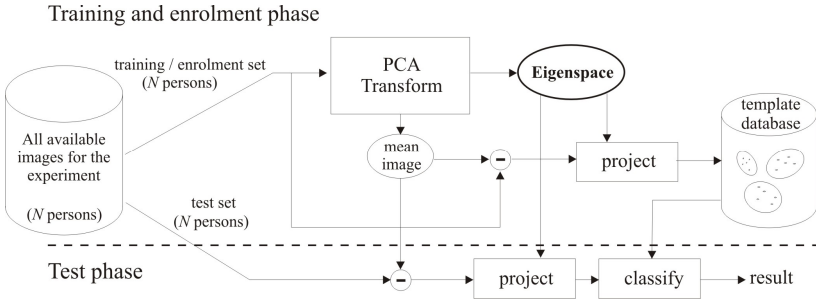 Training and enrolment phase
training / enrolment set
(N persons)
PCA
Transform
Eigenspace
template
database
All available
images for the
experiment
(N persons)
mean
image
-
project
test set
(N persons)
Test phase
-
project
classify
result